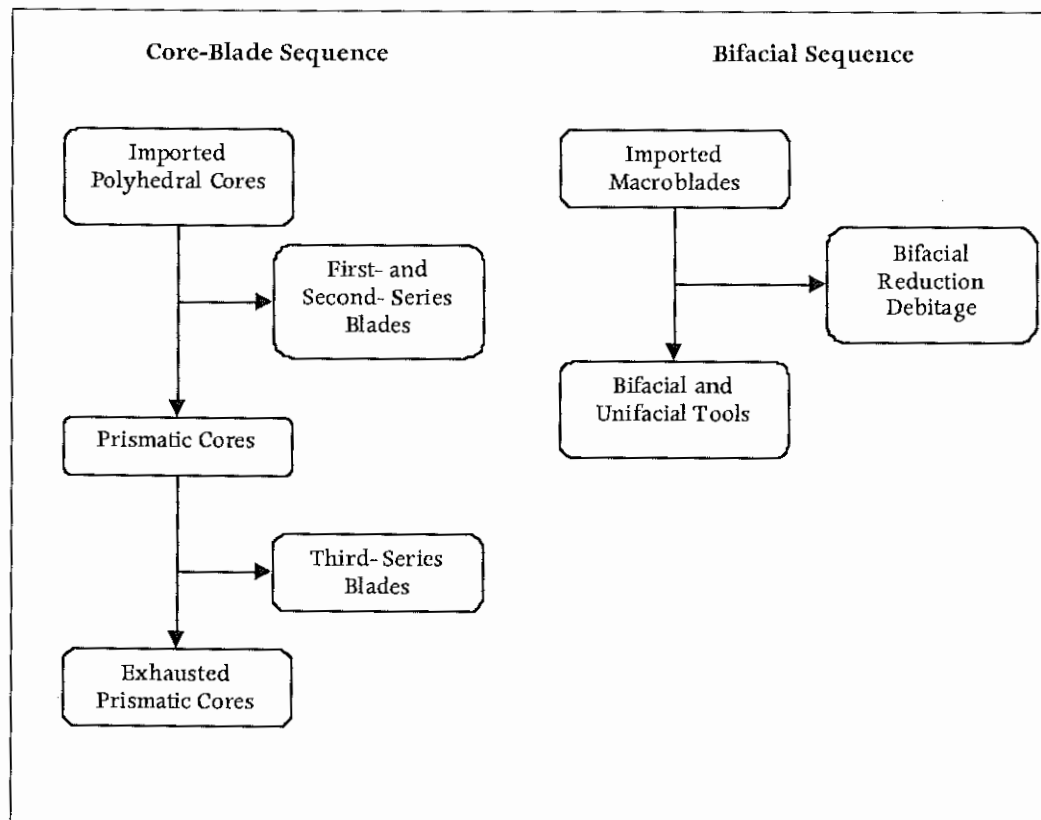 Core-Blade Sequence
Imported
Polyhedral Cores
First- and
Second- Series
Blades
Prismatic Cores
Third- Series
Blades
Exhausted
Prismatic Cores
Bifacial Sequence
Imported
Macroblades
Bifacial
Reduction
Debitage
Bifacial and
Unifacial Tools